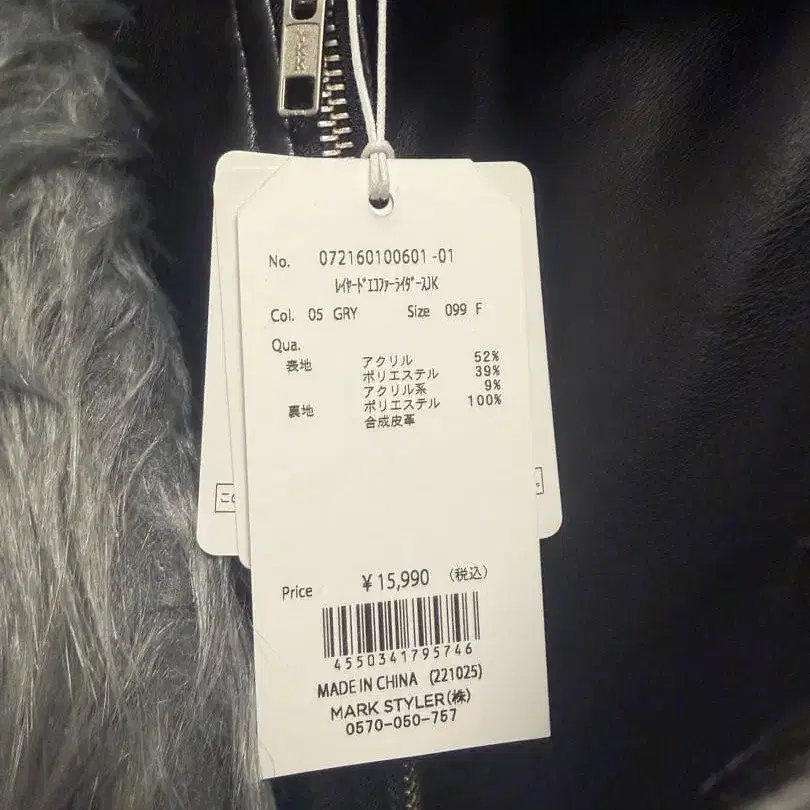 No. 072160100601-01
ﾚｲﾔｰﾄﾞｴｺﾌｧｰﾗｲﾀﾞｰｽJK
Col. 05 GRY Size 099 F
Qua.
表地 アクリル 52%
ポリエステル 39%
アクリル系 9%
裏地 ポリエステル 100%
合成皮革
この
Price ¥15,990 (税込)
4550341795746
MADE IN CHINA (221025)
MARK STYLER(株)
0570-050-757